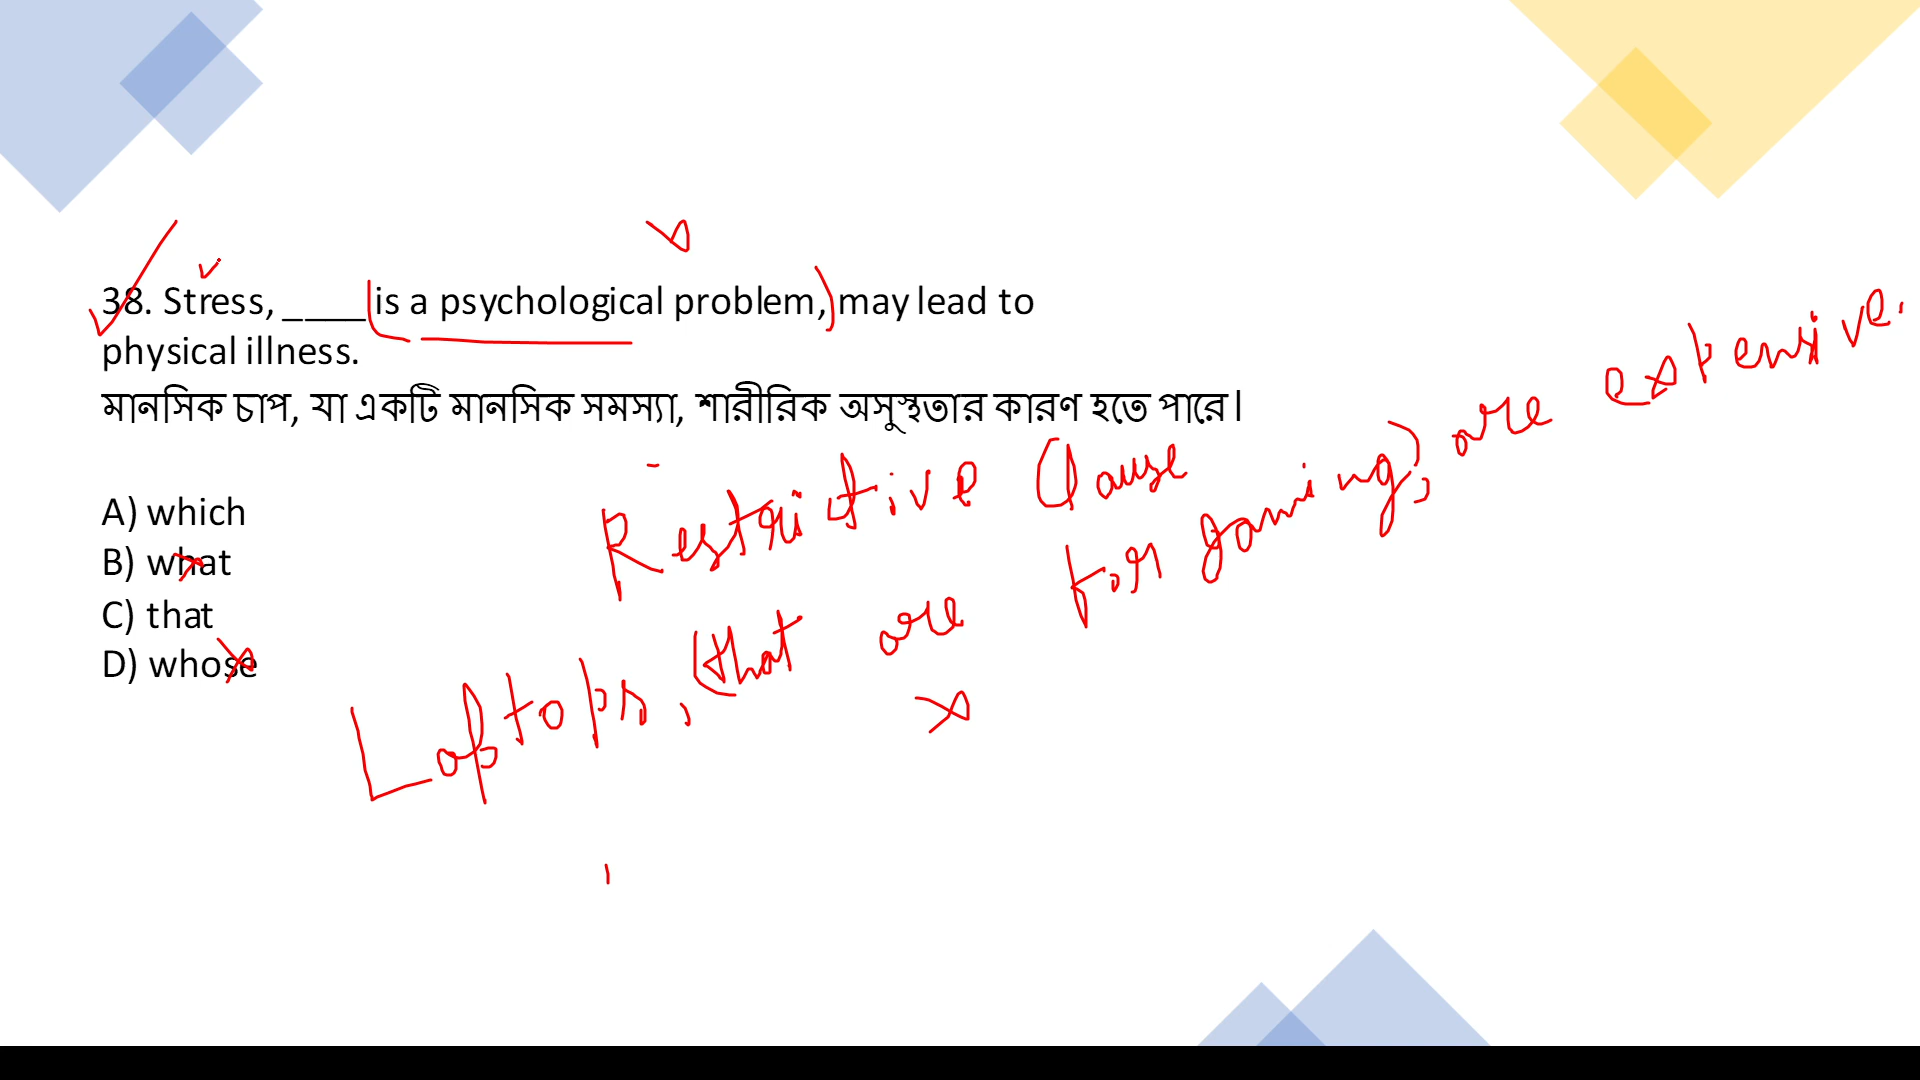 38. Stress, ____ is a psychological problem, may lead to
physical illness.
মানসিক চাপ, যা একটি মানসিক সমস্যা, শারীরিক অসুস্থতার কারণ হতে পারে।
A) which
B) what
C) that
D) whose
Restrictive Clause
Laptops, (that are for gaming), are expensive.